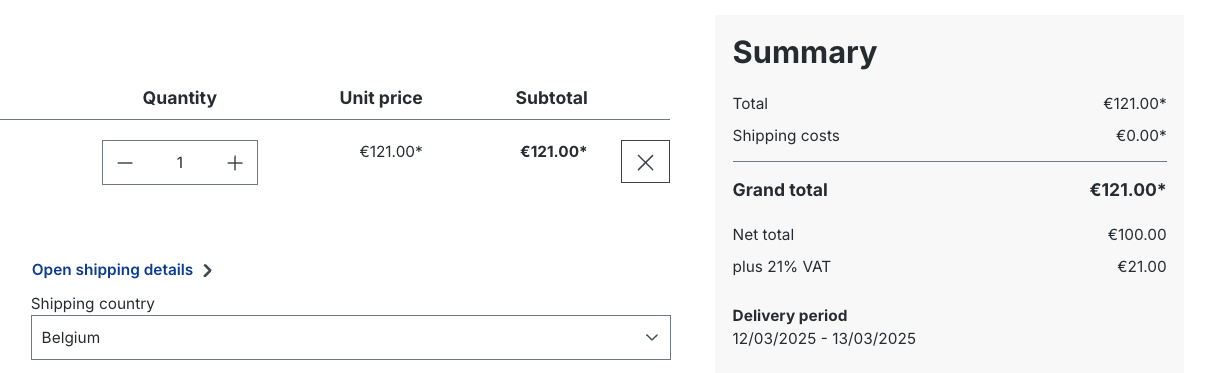 Quantity Unit price Subtotal
1 €121.00* €121.00*
Open shipping details
Shipping country
Belgium
Summary
Total €121.00*
Shipping costs €0.00*
Grand total €121.00*
Net total €100.00
plus 21% VAT €21.00
Delivery period
12/03/2025 - 13/03/2025